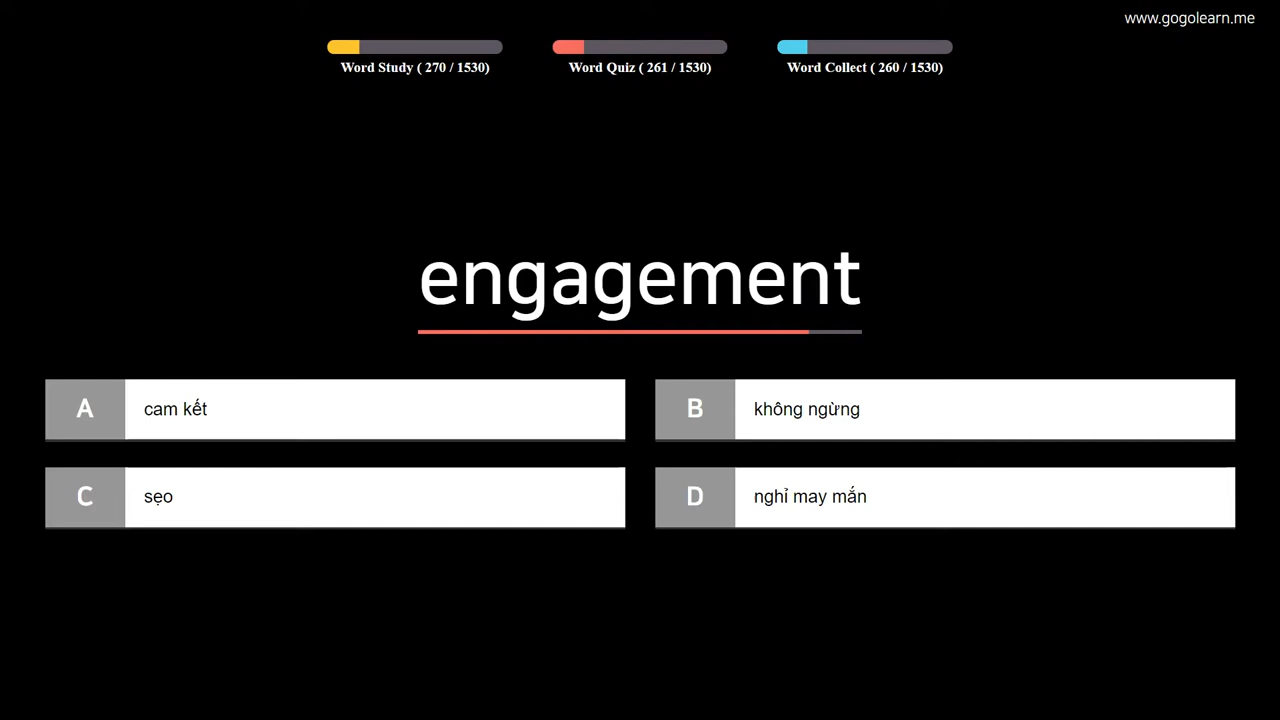 www.gogolearn.me
Word Study ( 270 / 1530)
Word Quiz ( 261 / 1530)
Word Collect ( 260 / 1530)
engagement
A cam kết
B không ngừng
C sẹo
D nghỉ may mắn